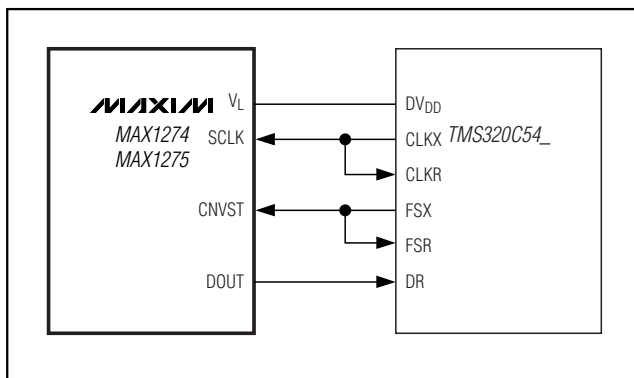 MAXIM
MAX1274
MAX1275
VL
SCLK
CNVST
DOUT
DVDD
CLKX
CLKR
FSX
FSR
DR
TMS320C54_